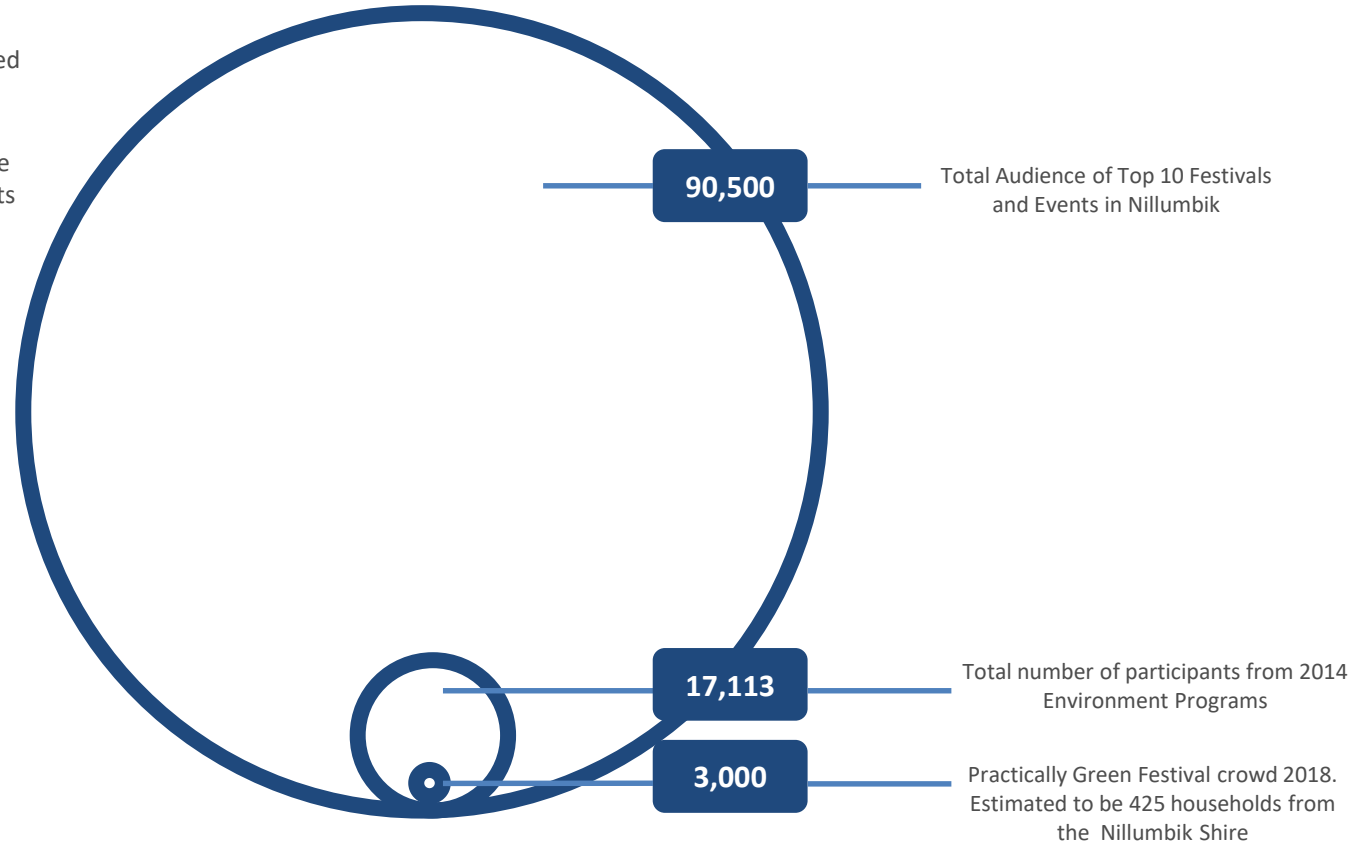 90,500
Total Audience of Top 10 Festivals
and Events in Nillumbik
17,113
Total number of participants from 2014
Environment Programs
3,000
Practically Green Festival crowd 2018.
Estimated to be 425 households from
the Nillumbik Shire